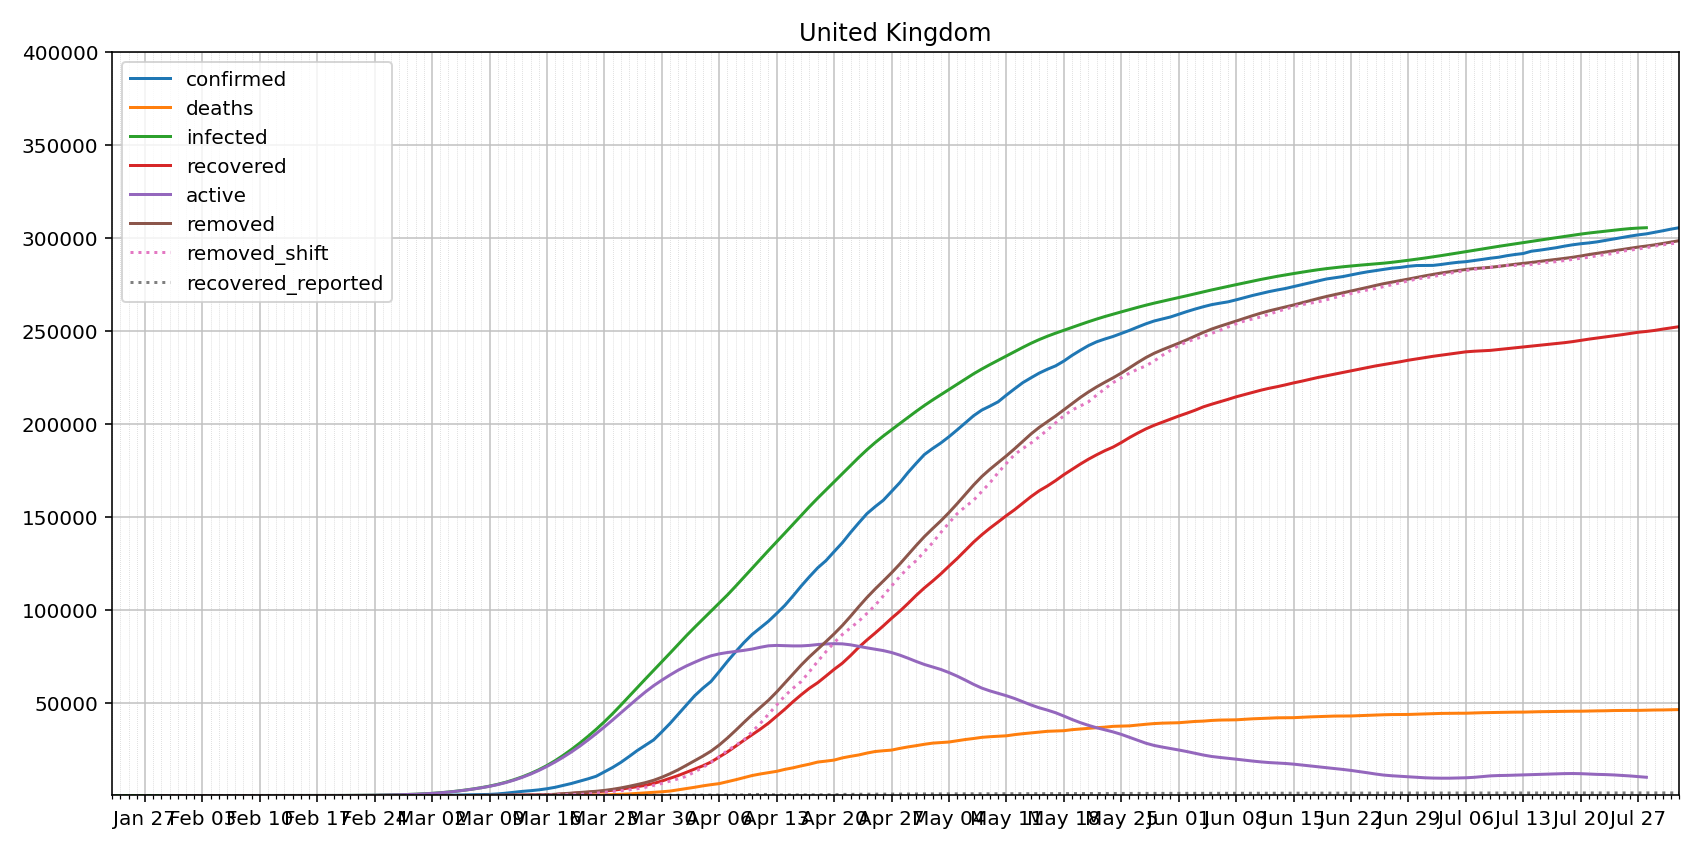 United Kingdom
400000
350000
300000
250000
200000
150000
100000
50000
confirmed
deaths
infected
recovered
active
removed
removed_shift
recovered_reported
Jan 27 Feb 03 Feb 10 Feb 17 Feb 24 Mar 02 Mar 09 Mar 16 Mar 23 Mar 30 Apr 06 Apr 13 Apr 20 Apr 27 May 04 May 11 May 18 May 25 Jun 01 Jun 08 Jun 15 Jun 22 Jun 29 Jul 06 Jul 13 Jul 20 Jul 27